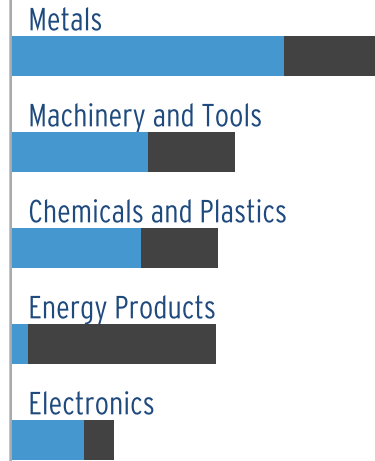 Metals
Machinery and Tools
Chemicals and Plastics
Energy Products
Electronics